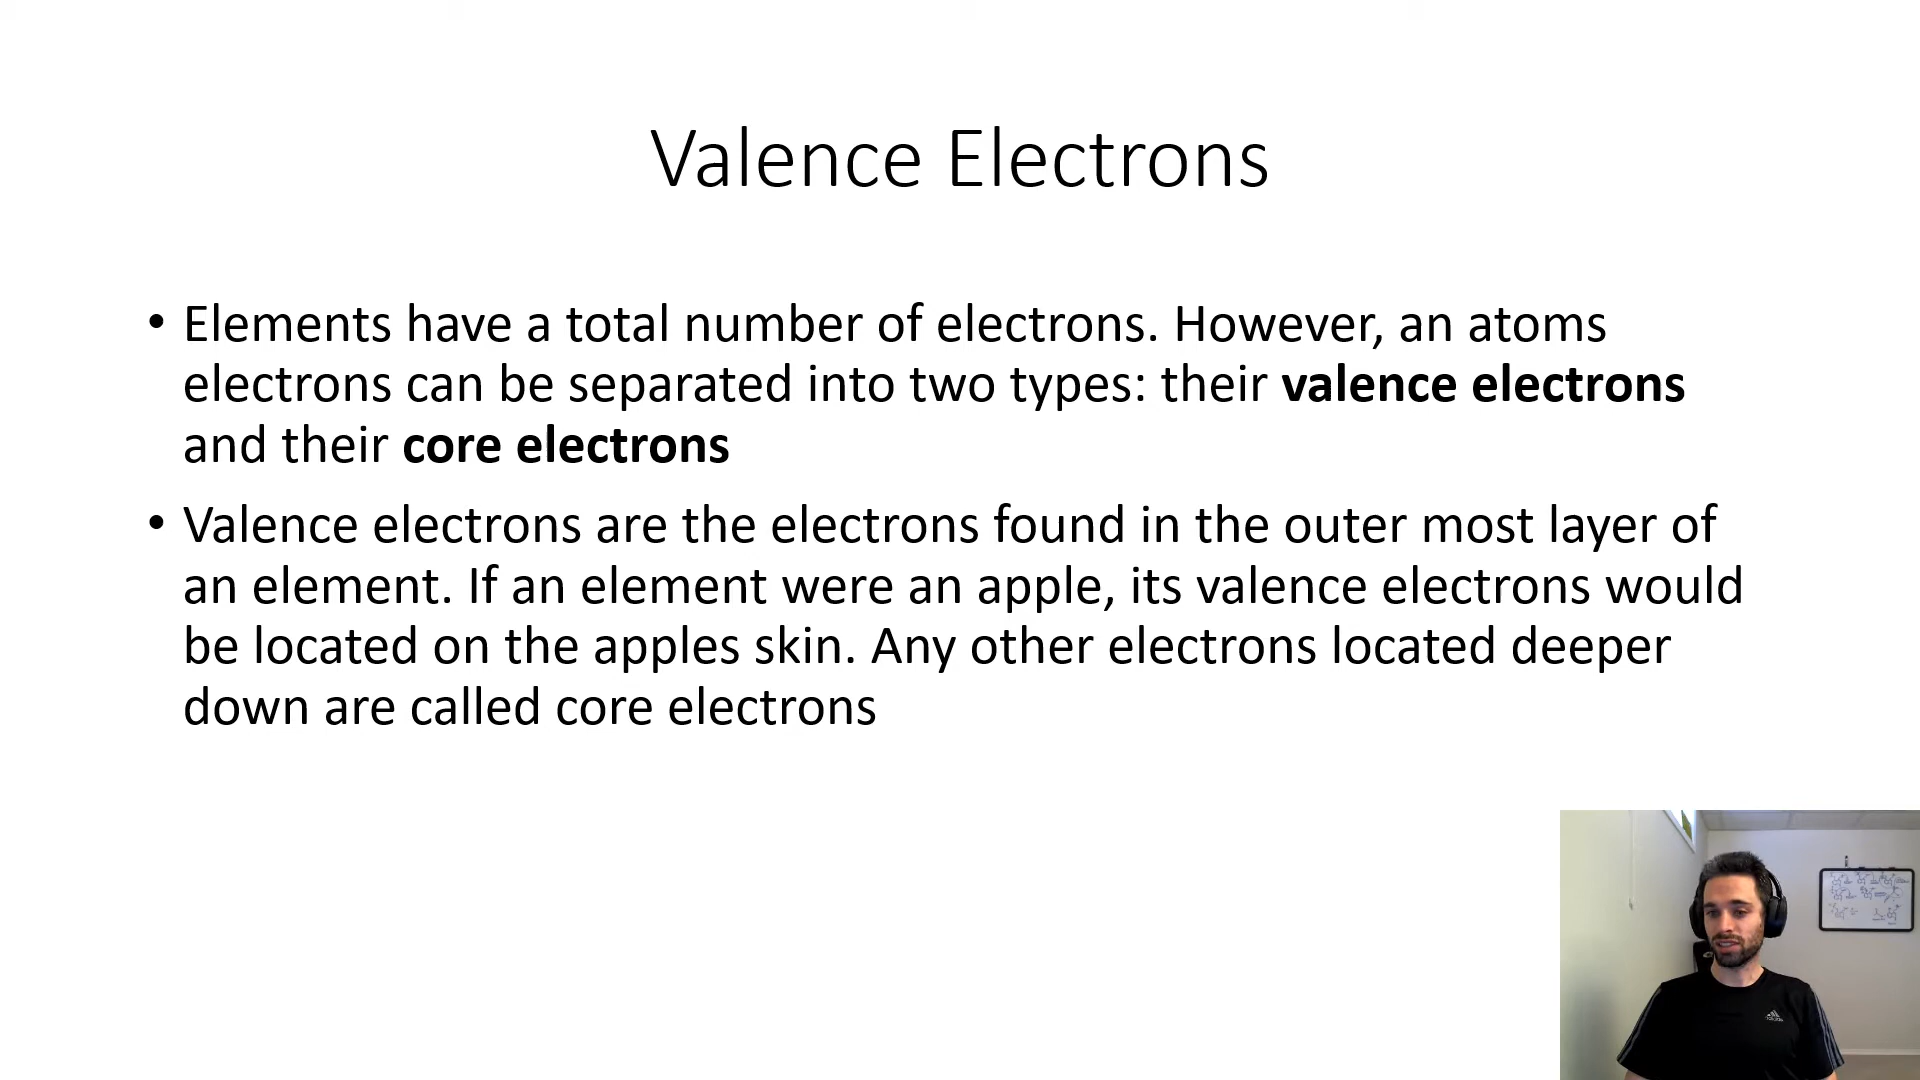 Valence Electrons
• Elements have a total number of electrons. However, an atoms
electrons can be separated into two types: their valence electrons
and their core electrons
• Valence electrons are the electrons found in the outer most layer of
an element. If an element were an apple, its valence electrons would
be located on the apples skin. Any other electrons located deeper
down are called core electrons